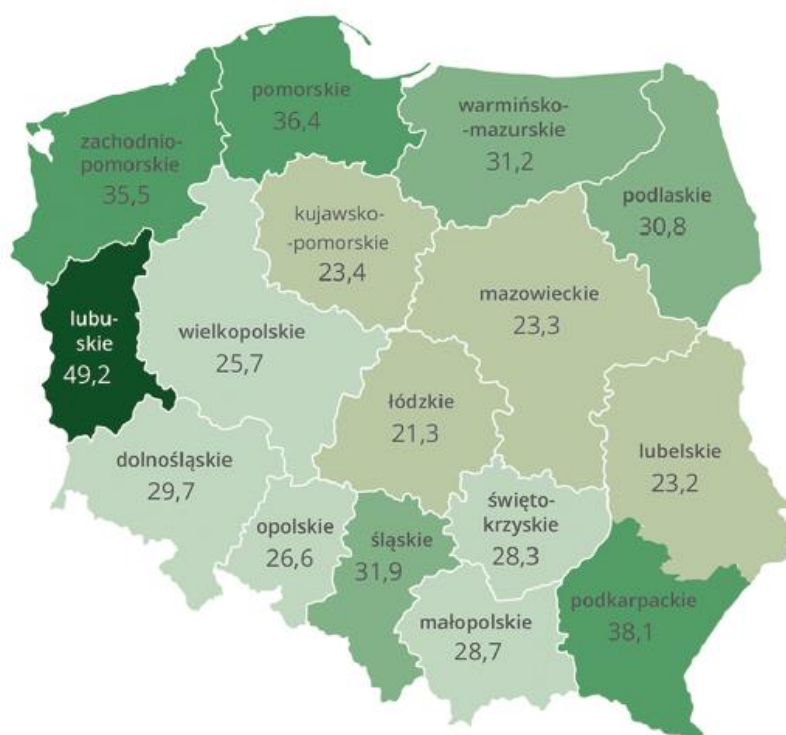 pomorskie
36,4
warmińsko-
-mazurskie
31,2
zachodnio-
pomorskie
35,5
podlaskie
30,8
kujawsko-
-pomorskie
23,4
mazowieckie
23,3
lubu-
skie
49,2
wielkopolskie
25,7
łódzkie
21,3
lubelskie
23,2
dolnośląskie
29,7
opolskie
26,6
śląskie
31,9
święto-
krzyskie
28,3
podkarpackie
38,1
małopolskie
28,7